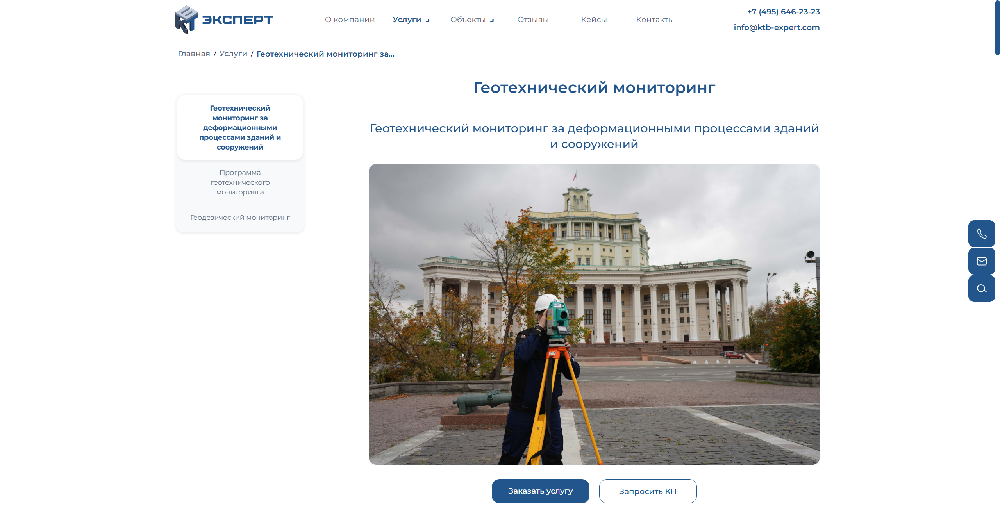 ЭКСПЕРТ
О компании Услуги Объекты Отзывы Кейсы Контакты
+7 (495) 646-23-23
info@ktb-expert.com
Главная / Услуги / Геотехнический мониторинг за...
Геотехнический
мониторинг за
деформационными
процессами зданий и
сооружений
Программа
геотехнического
мониторинга
Геодезический мониторинг
Геотехнический мониторинг
Геотехнический мониторинг за деформационными процессами зданий
и сооружений
Заказать услугу
Запросить КП